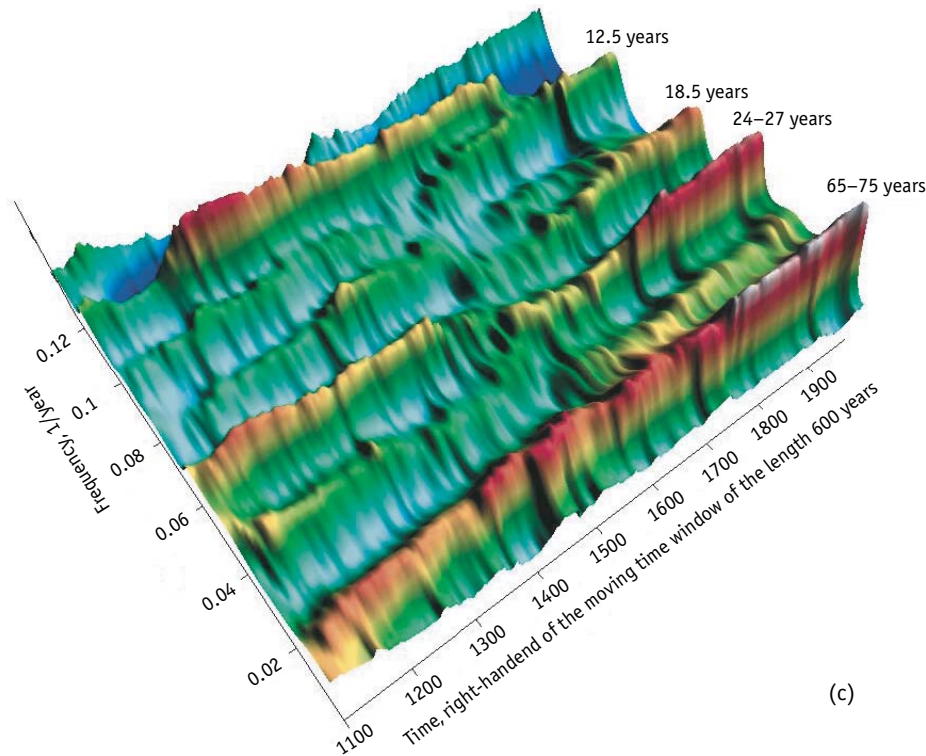 12.5 years
18.5 years
24–27 years
65–75 years
0.12
0.1
0.08
0.06
0.04
0.02
Frequency, 1/year
1100
1200
1300
1400
1500
1600
1700
1800
1900
Time, right-handend of the moving time window of the length 600 years
(c)